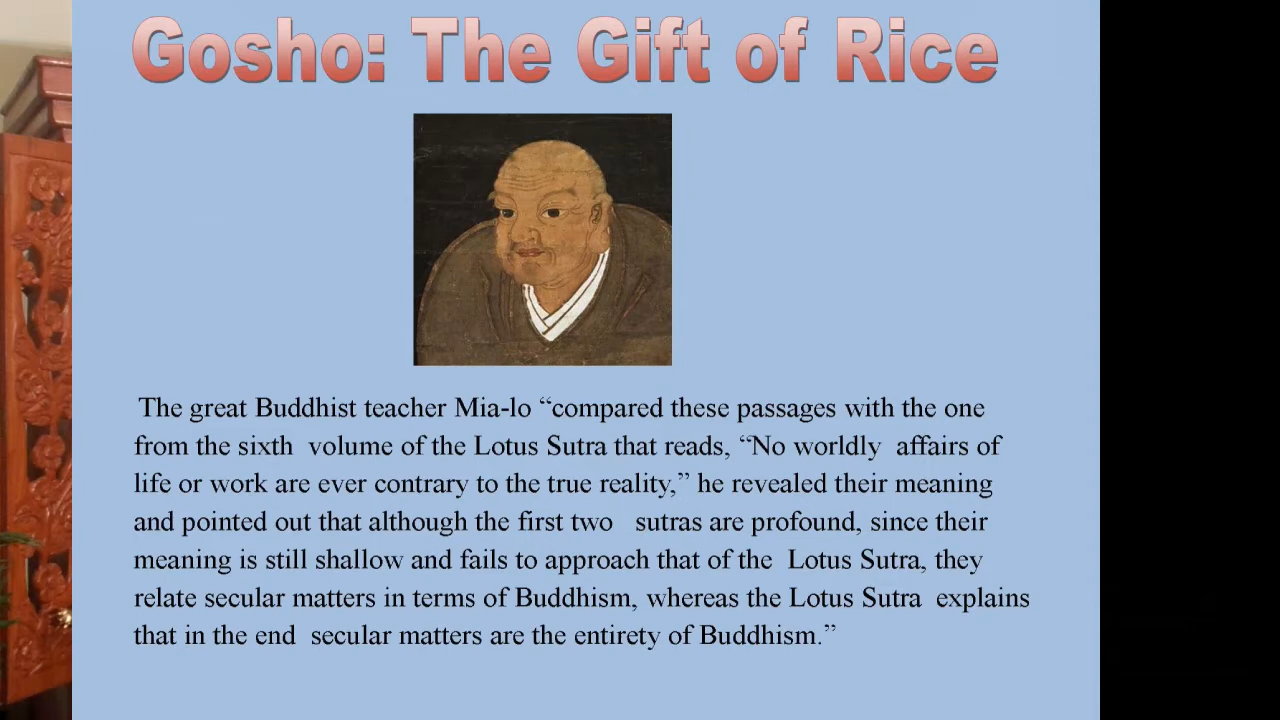 Gosho: The Gift of Rice
The great Buddhist teacher Mia-lo “compared these passages with the one
from the sixth volume of the Lotus Sutra that reads, “No worldly affairs of
life or work are ever contrary to the true reality,” he revealed their meaning
and pointed out that although the first two sutras are profound, since their
meaning is still shallow and fails to approach that of the Lotus Sutra, they
relate secular matters in terms of Buddhism, whereas the Lotus Sutra explains
that in the end secular matters are the entirety of Buddhism.”